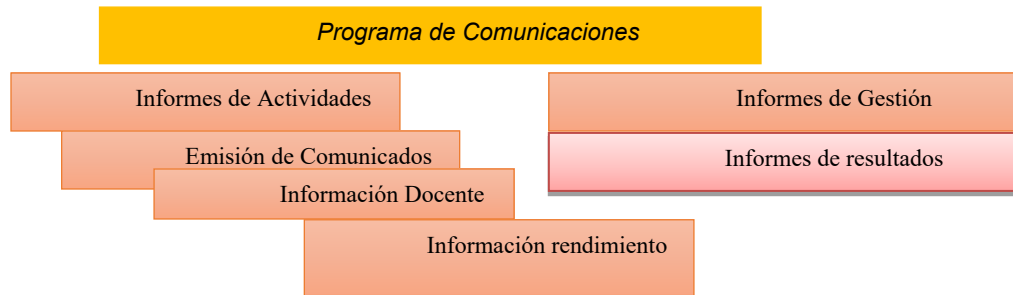 Programa de Comunicaciones
Informes de Actividades
Informes de Gestión
Emisión de Comunicados
Informes de resultados
Información Docente
Información rendimiento